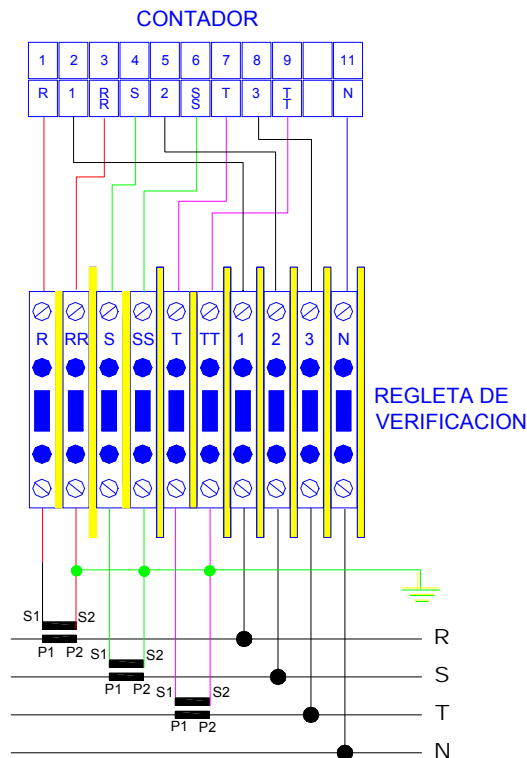 CONTADOR
1 2 3 4 5 6 7 8 9 11
R 1 RR S 2 SS T 3 TT N
R RR S SS T TT 1 2 3 N
REGLETA DE
VERIFICACION
S1 S2
P1 P2
R
S1 S2
P1 P2
S
S1 S2
P1 P2
T
N